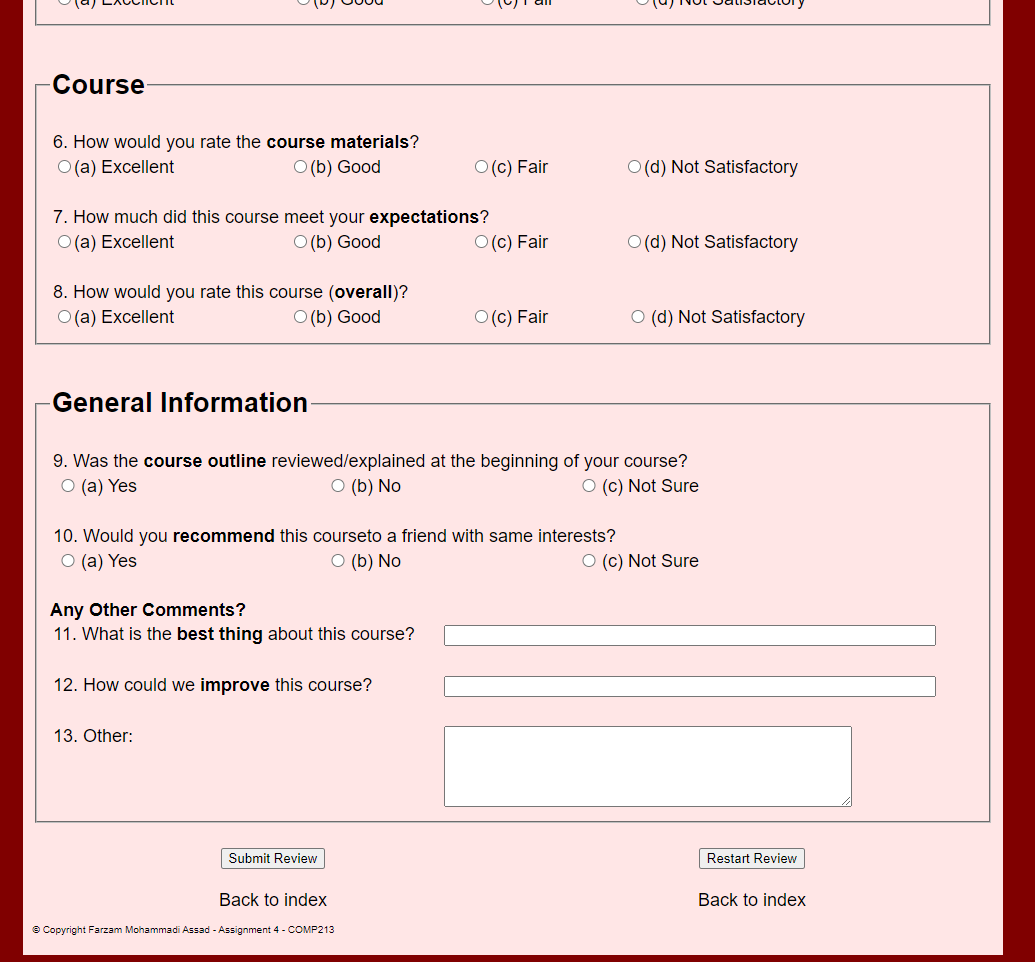 (a) Excellent (b) Good (c) Fair (d) Not Satisfactory
Course
6. How would you rate the course materials?
(a) Excellent (b) Good (c) Fair (d) Not Satisfactory
7. How much did this course meet your expectations?
(a) Excellent (b) Good (c) Fair (d) Not Satisfactory
8. How would you rate this course (overall)?
(a) Excellent (b) Good (c) Fair (d) Not Satisfactory
General Information
9. Was the course outline reviewed/explained at the beginning of your course?
(a) Yes (b) No (c) Not Sure
10. Would you recommend this courseto a friend with same interests?
(a) Yes (b) No (c) Not Sure
Any Other Comments?
11. What is the best thing about this course?
12. How could we improve this course?
13. Other:
Submit Review Restart Review
Back to index Back to index
© Copyright Farzam Mohammadi Assad - Assignment 4 - COMP213